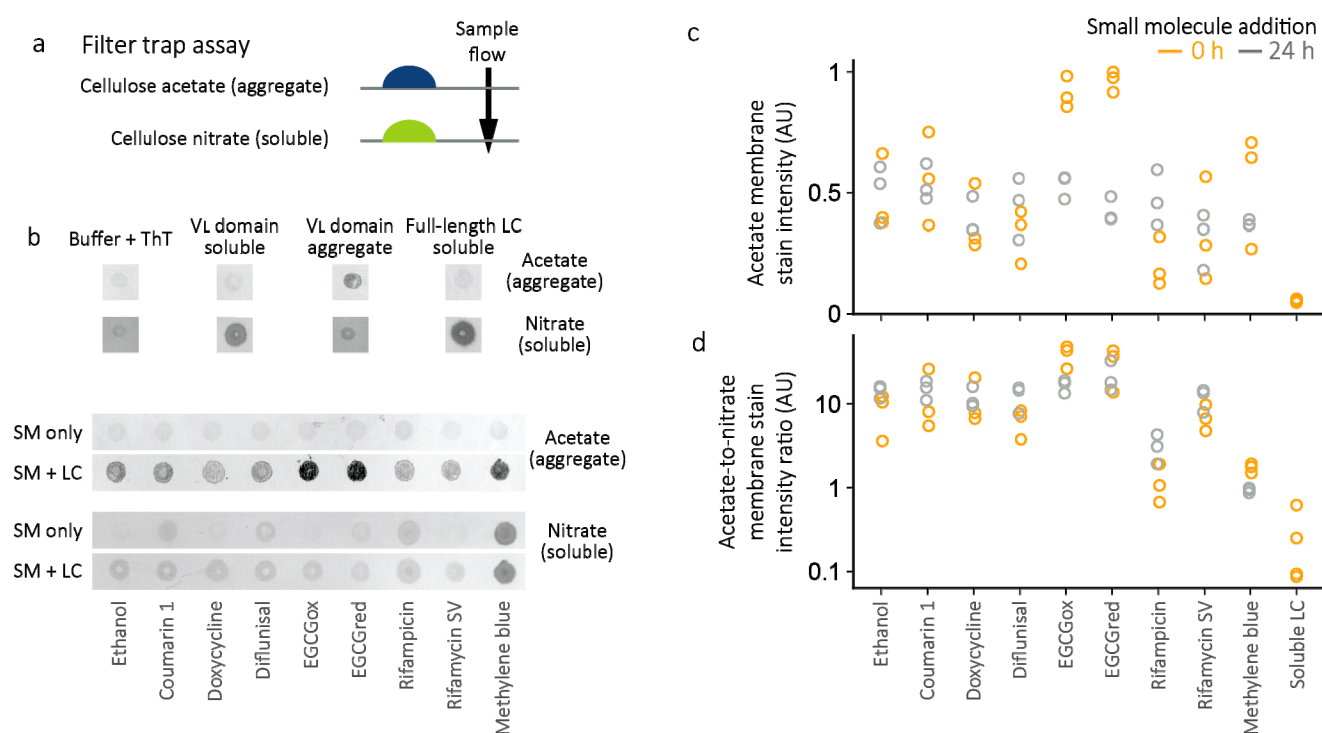 a
Filter trap assay
Sample
flow
Cellulose acetate (aggregate)
Cellulose nitrate (soluble)
b
Buffer + ThT
VL domain
soluble
VL domain
aggregate
Full-length LC
soluble
Acetate
(aggregate)
Nitrate
(soluble)
SM only
SM + LC
Acetate
(aggregate)
SM only
SM + LC
Nitrate
(soluble)
Ethanol
Coumarin 1
Doxycycline
Diflunisal
EGCGox
EGCGred
Rifampicin
Rifamycin SV
Methylene blue
c
Small molecule addition
0 h
24 h
Acetate membrane
stain intensity (AU)
1
0.5
0
d
Acetate-to-nitrate
membrane stain
intensity ratio (AU)
10
1
0.1
Ethanol
Coumarin 1
Doxycycline
Diflunisal
EGCGox
EGCGred
Rifampicin
Rifamycin SV
Methylene blue
Soluble LC